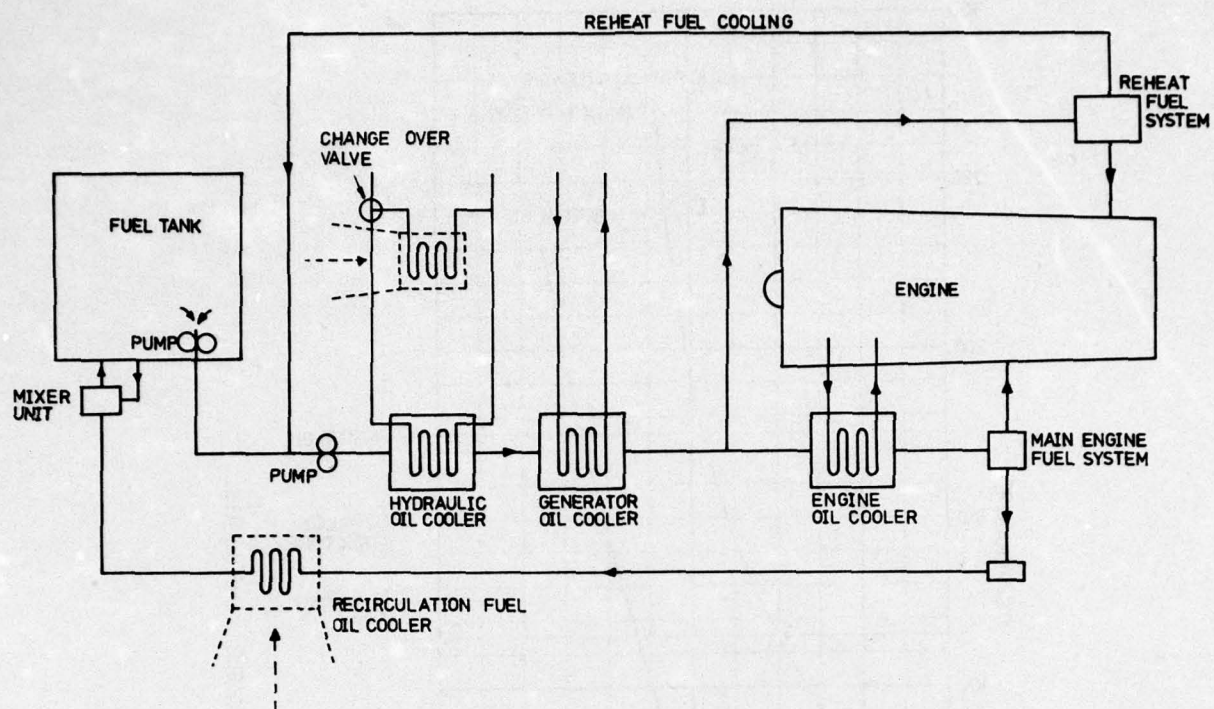 REHEAT FUEL COOLING
REHEAT
FUEL
SYSTEM
CHANGE OVER
VALVE
FUEL TANK
ENGINE
PUMP
MIXER
UNIT
PUMP
HYDRAULIC
OIL COOLER
GENERATOR
OIL COOLER
ENGINE
OIL COOLER
MAIN ENGINE
FUEL SYSTEM
RECIRCULATION FUEL
OIL COOLER